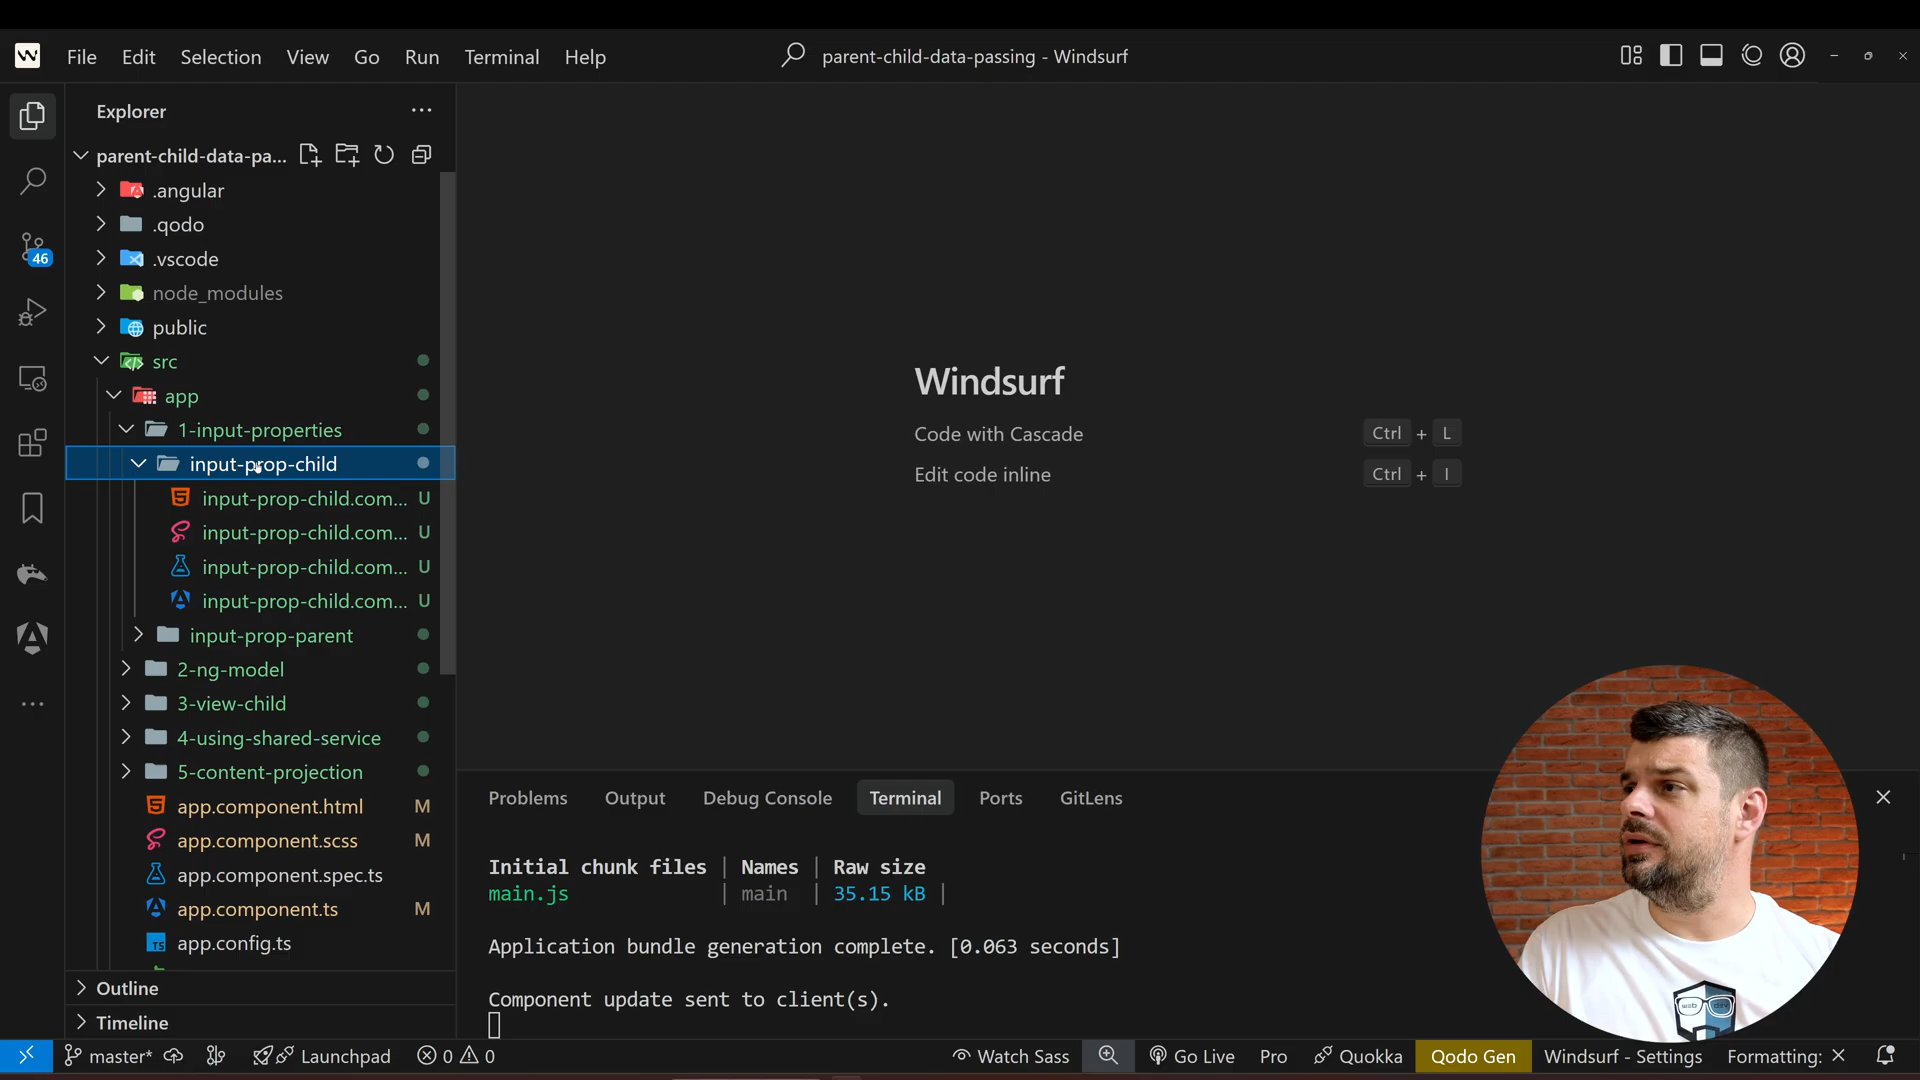 File Edit Selection View Go Run Terminal Help
parent-child-data-passing - Windsurf
Explorer
parent-child-data-pa...
.angular
.qodo
.vscode
node_modules
public
src
app
1-input-properties
input-prop-child
input-prop-child.com... U
input-prop-child.com... U
input-prop-child.com... U
input-prop-child.com... U
input-prop-parent
2-ng-model
3-view-child
4-using-shared-service
5-content-projection
app.component.html M
app.component.scss M
app.component.spec.ts
app.component.ts M
TS app.config.ts
Outline
Timeline
46
Windsurf
Code with Cascade Ctrl + L
Edit code inline Ctrl + I
Problems Output Debug Console Terminal Ports GitLens
Initial chunk files | Names | Raw size
main.js | main | 35.15 kB |
Application bundle generation complete. [0.063 seconds]
Component update sent to client(s).
web dev
master* Launchpad 0 0 Watch Sass Go Live Pro Quokka Qodo Gen Windsurf - Settings Formatting: ×